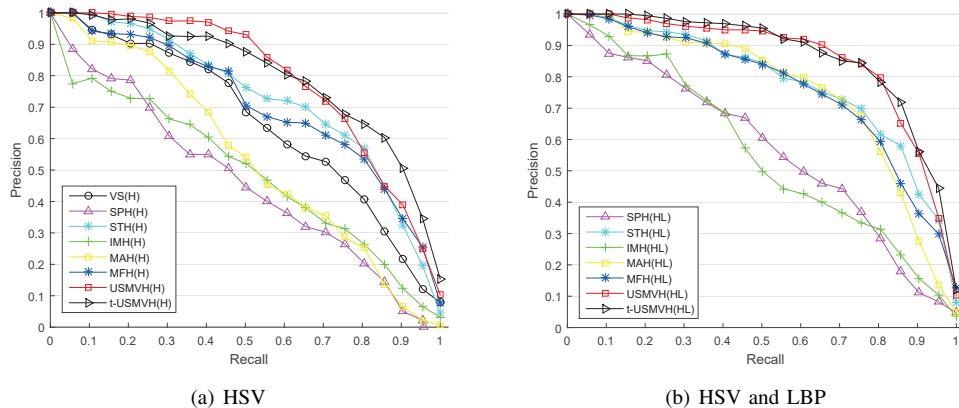 1
0.9
0.8
0.7
0.6
0.5
0.4
0.3
0.2
0.1
0
Precision
VS(H)
SPH(H)
STH(H)
IMH(H)
MAH(H)
MFH(H)
USMVH(H)
t-USMVH(H)
0 0.1 0.2 0.3 0.4 0.5 0.6 0.7 0.8 0.9 1
Recall
(a) HSV
1
0.9
0.8
0.7
0.6
0.5
0.4
0.3
0.2
0.1
0
Precision
SPH(HL)
STH(HL)
IMH(HL)
MAH(HL)
MFH(HL)
USMVH(HL)
t-USMVH(HL)
0 0.1 0.2 0.3 0.4 0.5 0.6 0.7 0.8 0.9 1
Recall
(b) HSV and LBP